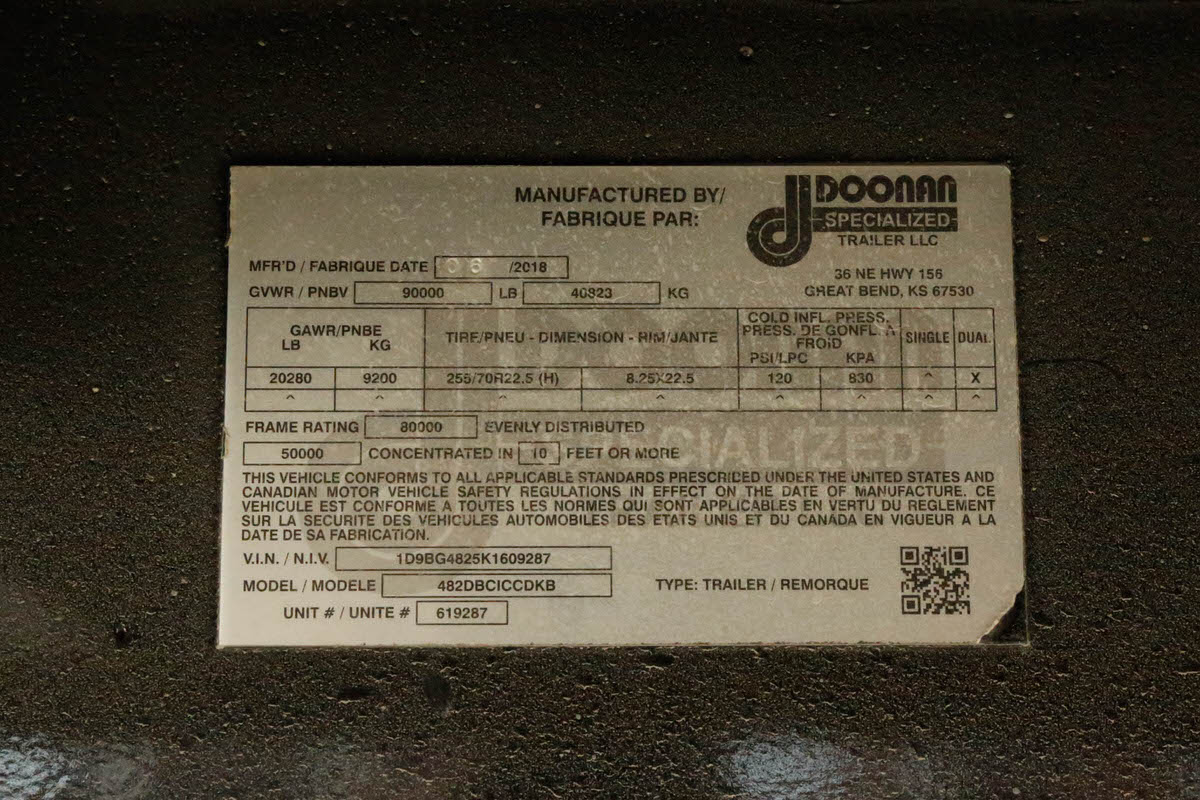 MANUFACTURED BY/
FABRIQUE PAR:
DOONAN
SPECIALIZED
TRAILER LLC
36 NE HWY 156
GREAT BEND, KS 67530
MFR'D / FABRIQUE DATE 06 /2018
GVWR / PNBV 90000 LB 40823 KG
GAWR/PNBE TIRE/PNEU - DIMENSION - RIM/JANTE COLD INFL. PRESS. PRESS. DE GONFL. A FROID SINGLE DUAL
LB KG PSI/LPC KPA
20280 9200 255/70R22.5 (H) 8.25X22.5 120 830 ^ X
^ ^ ^ ^ ^ ^ ^ ^
FRAME RATING 80000 EVENLY DISTRIBUTED
50000 CONCENTRATED IN 10 FEET OR MORE
THIS VEHICLE CONFORMS TO ALL APPLICABLE STANDARDS PRESCRIBED UNDER THE UNITED STATES AND
CANADIAN MOTOR VEHICLE SAFETY REGULATIONS IN EFFECT ON THE DATE OF MANUFACTURE. CE
VEHICULE EST CONFORME A TOUTES LES NORMES QUI SONT APPLICABLES EN VERTU DU REGLEMENT
SUR LA SECURITE DES VEHICULES AUTOMOBILES DES ETATS UNIS ET DU CANADA EN VIGUEUR A LA
DATE DE SA FABRICATION.
V.I.N. / N.I.V. 1D9BG4825K1609287
MODEL / MODELE 482DBCICCDKB TYPE: TRAILER / REMORQUE
UNIT # / UNITE # 619287